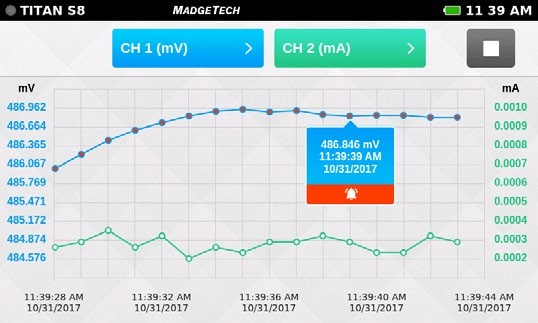 TITAN S8
MADGETECH
11 39 AM
CH 1 (mV)
CH 2 (mA)
mV
mA
486.962
0.0010
486.664
0.0009
486.365
0.0008
486.067
0.0007
485.769
0.0006
485.471
0.0005
485.172
0.0004
484.874
0.0003
484.576
0.0002
486.846 mV
11:39:39 AM
10/31/2017
11:39:28 AM
10/31/2017
11:39:32 AM
10/31/2017
11:39:36 AM
10/31/2017
11:39:40 AM
10/31/2017
11:39:44 AM
10/31/2017